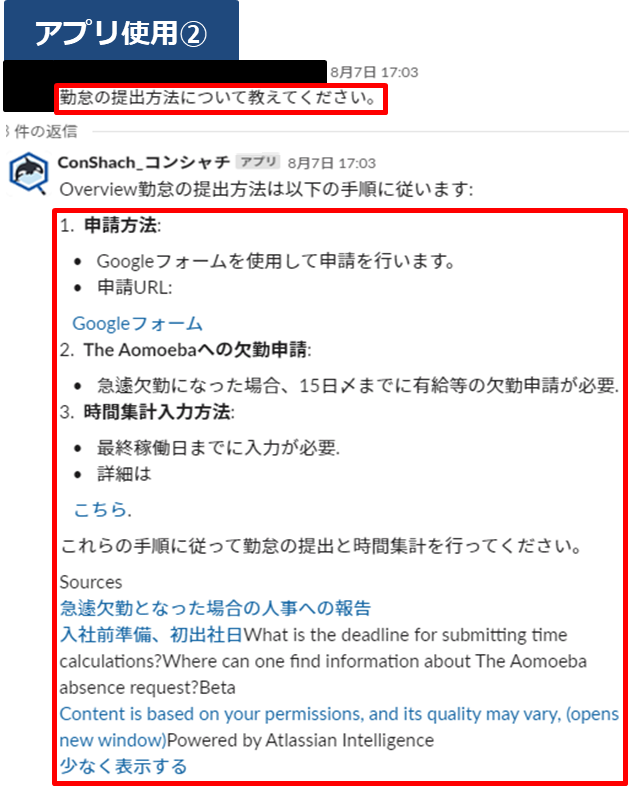 アプリ使用②
8月7日 17:03
勤怠の提出方法について教えてください。
3 件の返信
ConShach_コンシャチ アプリ 8月7日 17:03
Overview勤怠の提出方法は以下の手順に従います:
1. 申請方法:
• Googleフォームを使用して申請を行います。
• 申請URL:
Googleフォーム
2. The Aomoebaへの欠勤申請:
• 急遽欠勤になった場合、15日〆までに有給等の欠勤申請が必要.
3. 時間集計入力方法:
• 最終稼働日までに入力が必要.
• 詳細は
こちら.
これらの手順に従って勤怠の提出と時間集計を行ってください。
Sources
急遽欠勤となった場合の人事への報告
入社前準備、初出社日What is the deadline for submitting time
calculations?Where can one find information about The Aomoeba
absence request?Beta
Content is based on your permissions, and its quality may vary, (opens
new window)Powered by Atlassian Intelligence
少なく表示する